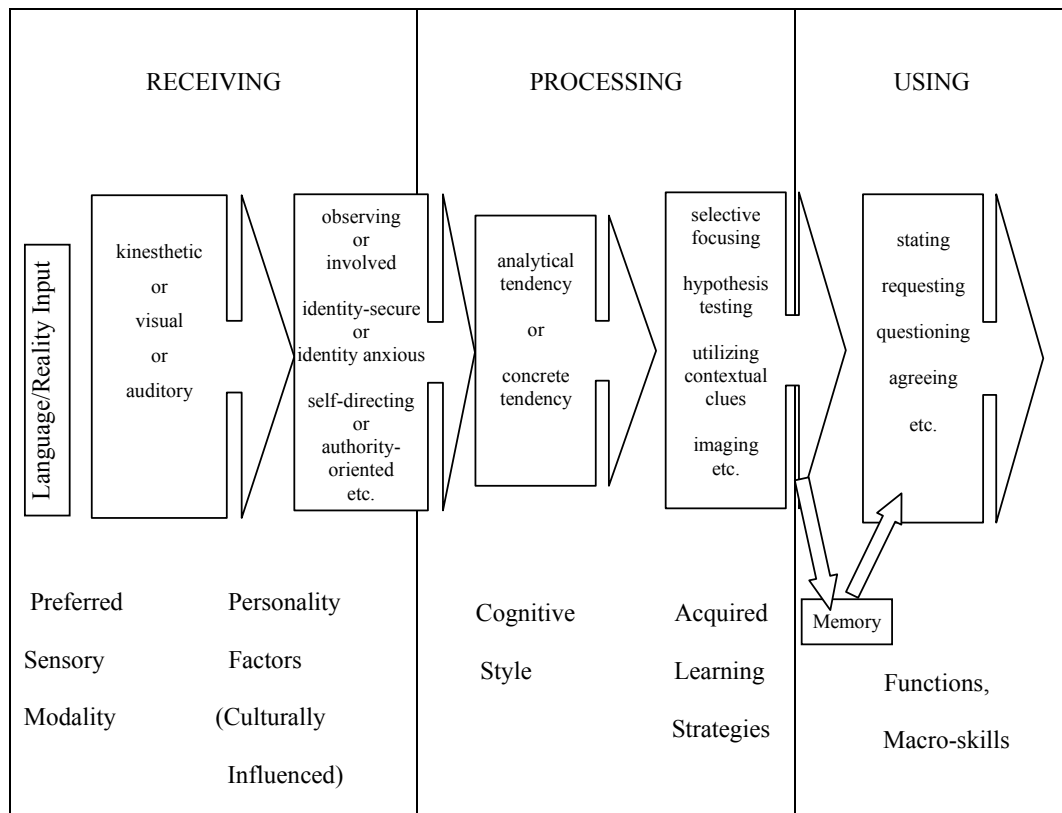 RECEIVING
PROCESSING
USING
Language/Reality Input
kinesthetic
or
visual
or
auditory
observing
or
involved
identity-secure
or
identity anxious
self-directing
or
authority-
oriented
etc.
analytical
tendency
or
concrete
tendency
selective
focusing
hypothesis
testing
utilizing
contextual
clues
imaging
etc.
stating
requesting
questioning
agreeing
etc.
Memory
Preferred
Sensory
Modality
Personality
Factors
(Culturally
Influenced)
Cognitive
Style
Acquired
Learning
Strategies
Functions,
Macro-skills